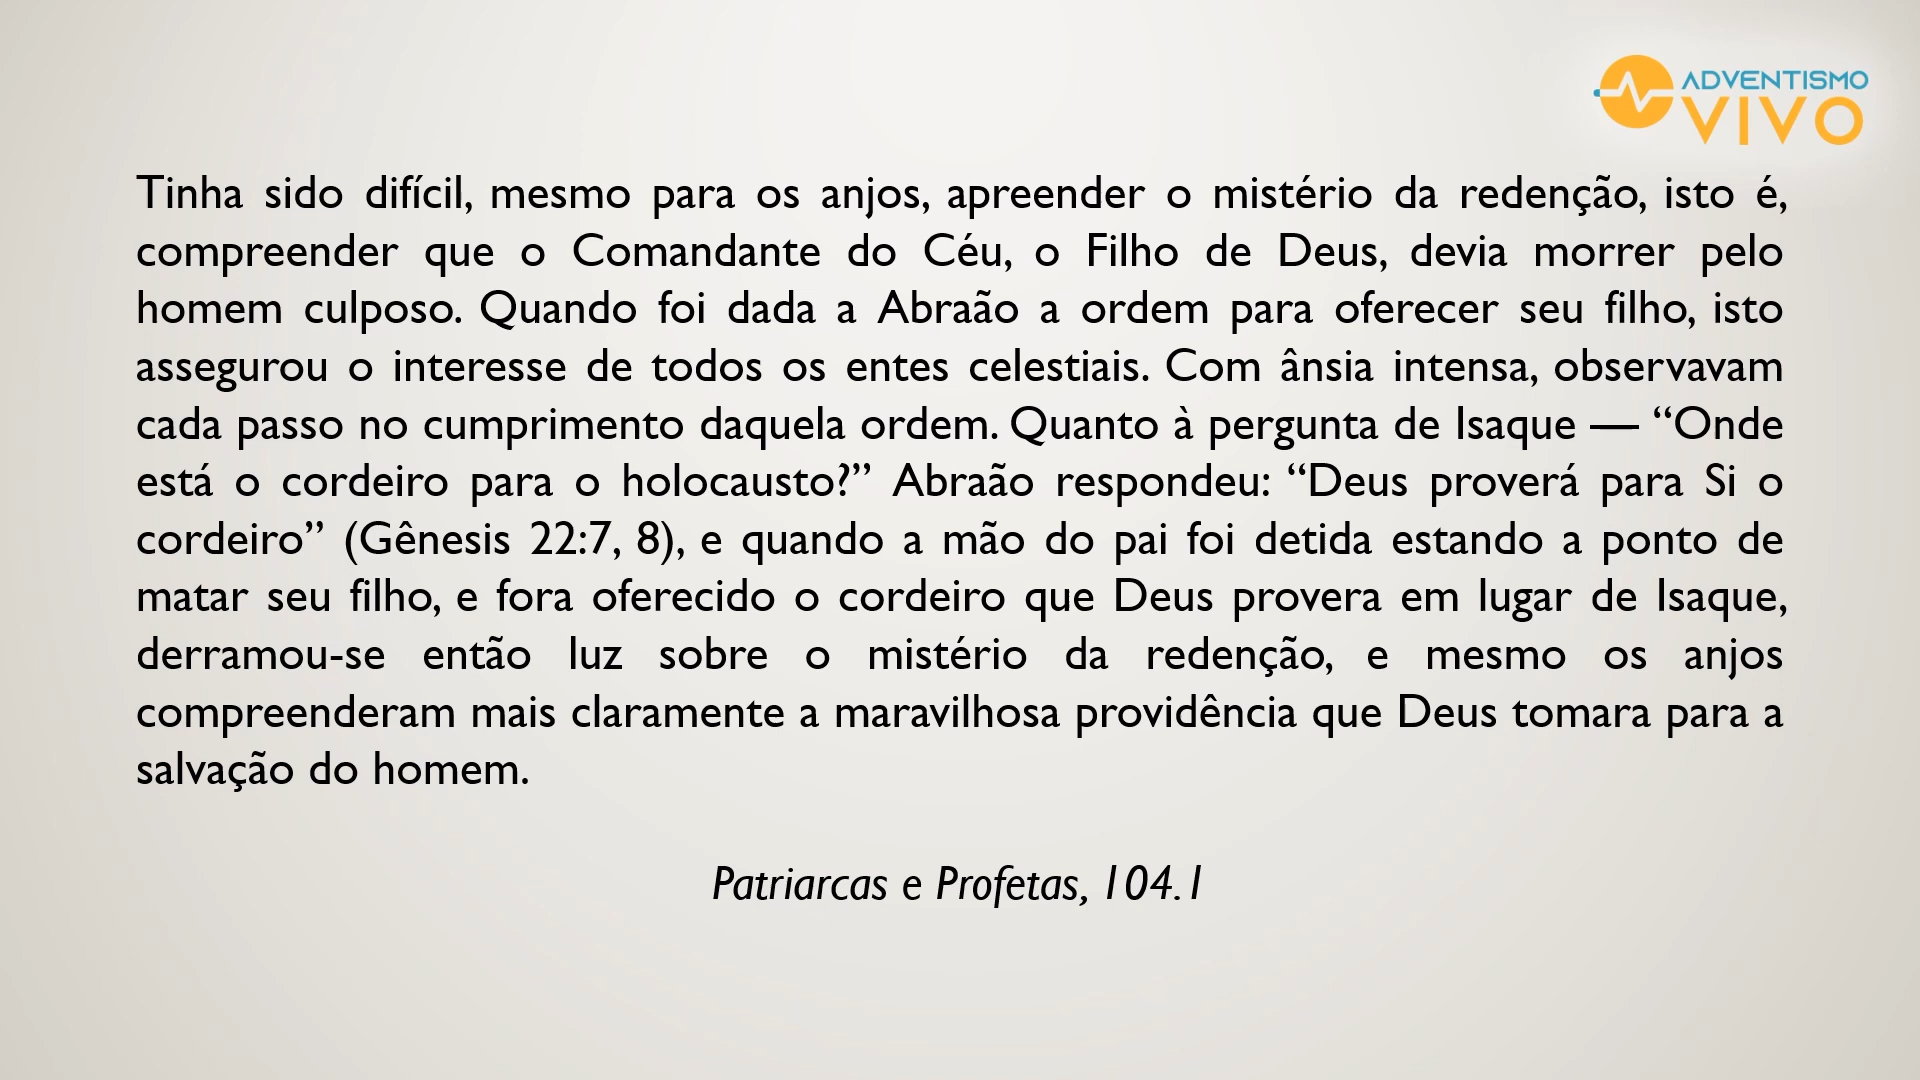 ADVENTISMO
VIVO
Tinha sido difícil, mesmo para os anjos, apreender o mistério da redenção, isto é,
compreender que o Comandante do Céu, o Filho de Deus, devia morrer pelo
homem culposo. Quando foi dada a Abraão a ordem para oferecer seu filho, isto
assegurou o interesse de todos os entes celestiais. Com ânsia intensa, observavam
cada passo no cumprimento daquela ordem. Quanto à pergunta de Isaque — “Onde
está o cordeiro para o holocausto?” Abraão respondeu: “Deus proverá para Si o
cordeiro” (Gênesis 22:7, 8), e quando a mão do pai foi detida estando a ponto de
matar seu filho, e fora oferecido o cordeiro que Deus provera em lugar de Isaque,
derramou-se então luz sobre o mistério da redenção, e mesmo os anjos
compreenderam mais claramente a maravilhosa providência que Deus tomara para a
salvação do homem.
Patriarcas e Profetas, 104.1